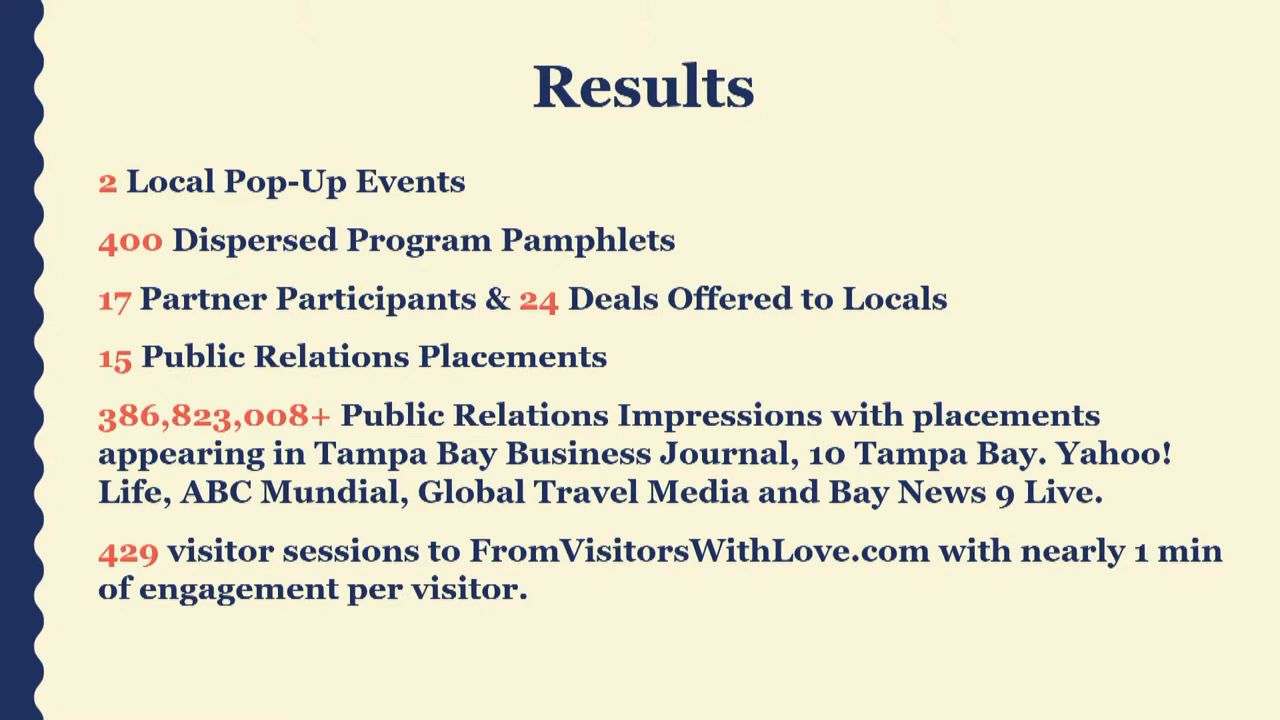 Results
2 Local Pop-Up Events
400 Dispersed Program Pamphlets
17 Partner Participants & 24 Deals Offered to Locals
15 Public Relations Placements
386,823,008+ Public Relations Impressions with placements
appearing in Tampa Bay Business Journal, 10 Tampa Bay. Yahoo!
Life, ABC Mundial, Global Travel Media and Bay News 9 Live.
429 visitor sessions to FromVisitorsWithLove.com with nearly 1 min
of engagement per visitor.